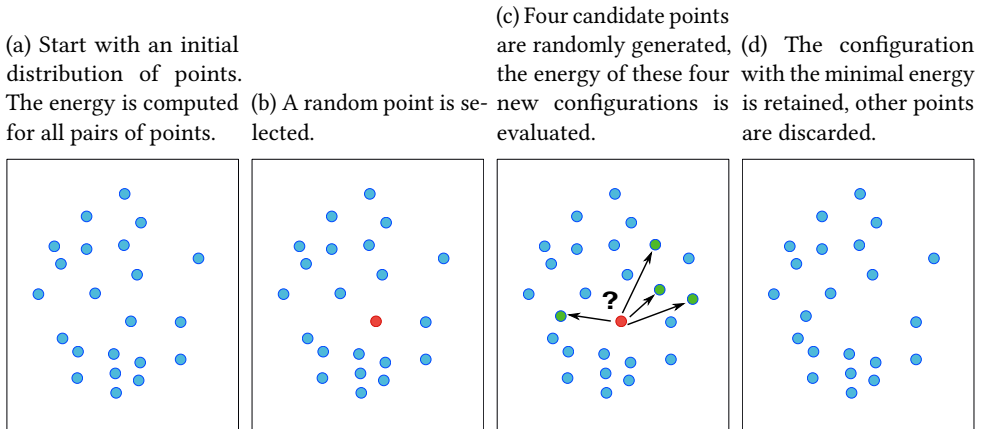 (a) Start with an initial
distribution of points.
The energy is computed
for all pairs of points.
(b) A random point is se-
lected.
(c) Four candidate points
are randomly generated,
the energy of these four
new configurations is
evaluated.
(d) The configuration
with the minimal energy
is retained, other points
are discarded.
?